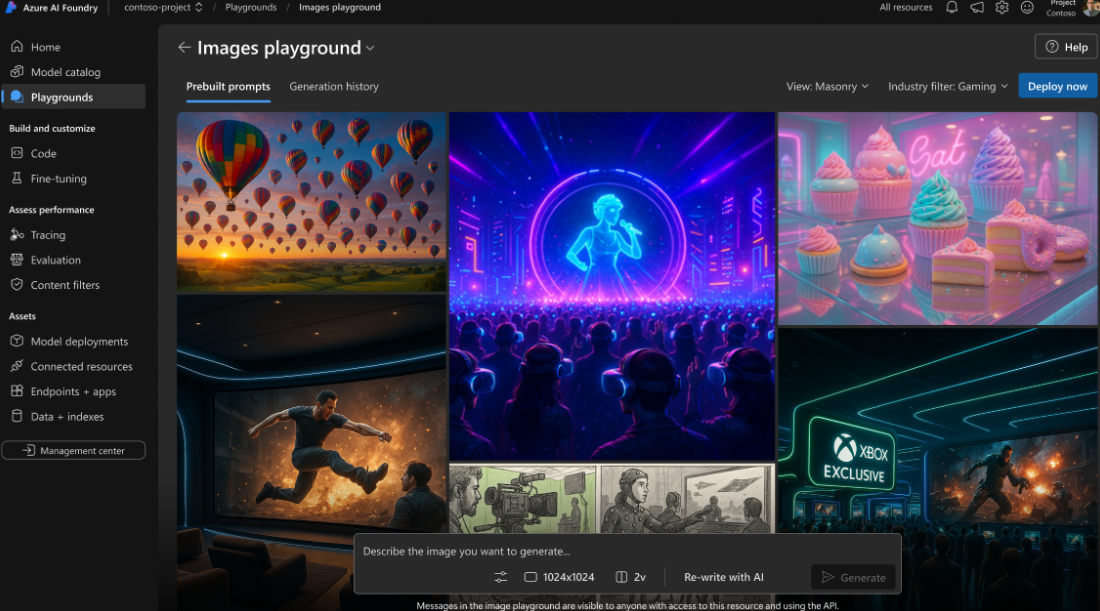 Azure AI Foundry
contoso-project / Playgrounds / Images playground
All resources
Project
Contoso
Home
Model catalog
Playgrounds
Build and customize
Code
Fine-tuning
Assess performance
Tracing
Evaluation
Content filters
Assets
Model deployments
Connected resources
Endpoints + apps
Data + indexes
Management center
Images playground
Help
Prebuilt prompts Generation history
View: Masonry Industry filter: Gaming Deploy now
XBOX
EXCLUSIVE
Describe the image you want to generate...
1024x1024 2v Re-write with AI Generate
Messages in the image playground are visible to anyone with access to this resource and using the API.